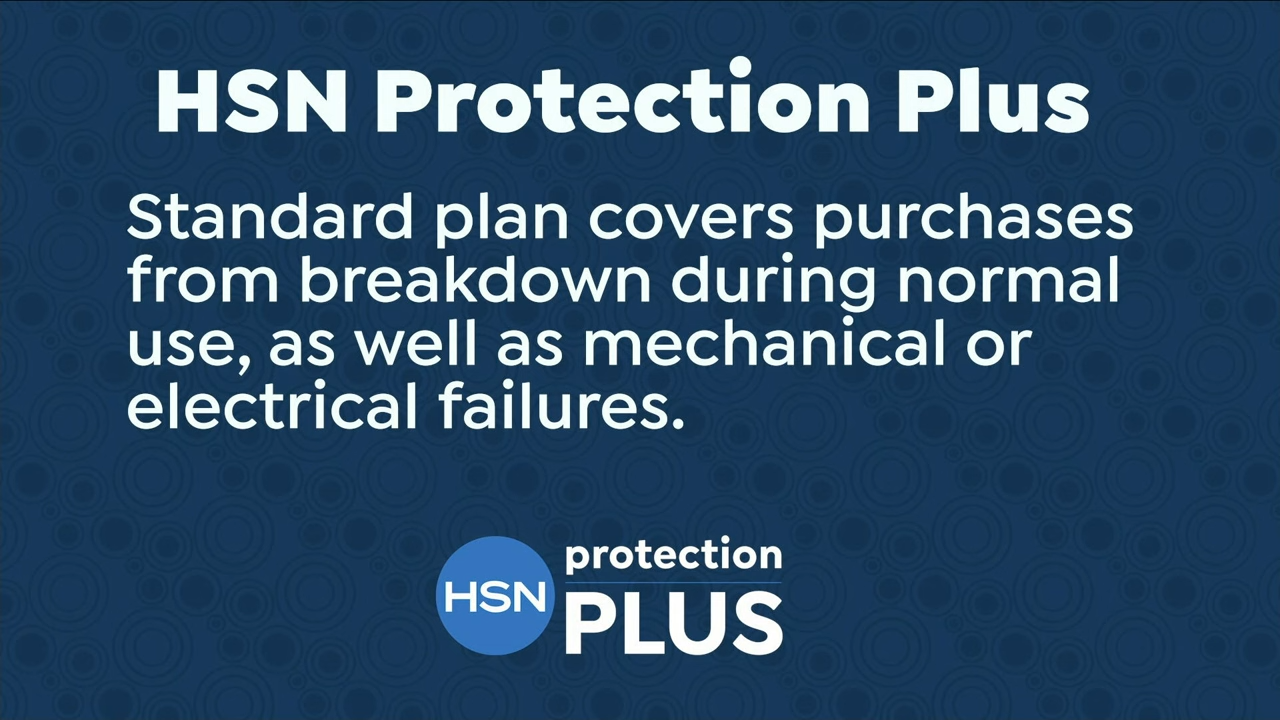 HSN Protection Plus
Standard plan covers purchases
from breakdown during normal
use, as well as mechanical or
electrical failures.
HSN
protection
PLUS